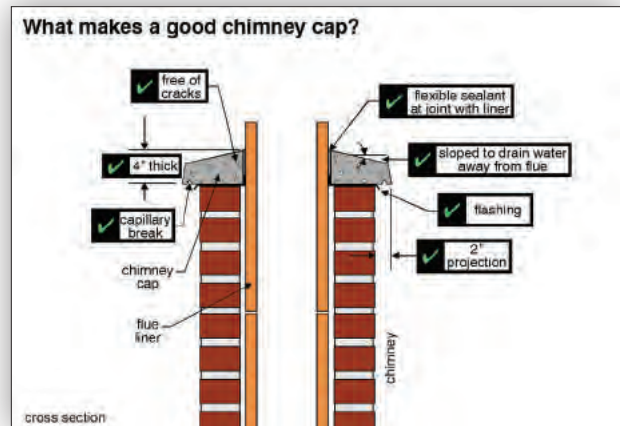 What makes a good chimney cap?
free of
cracks
flexible sealant
at joint with liner
4" thick
sloped to drain water
away from flue
capillary
break
flashing
2"
projection
chimney
cap
flue
liner
chimney
cross section